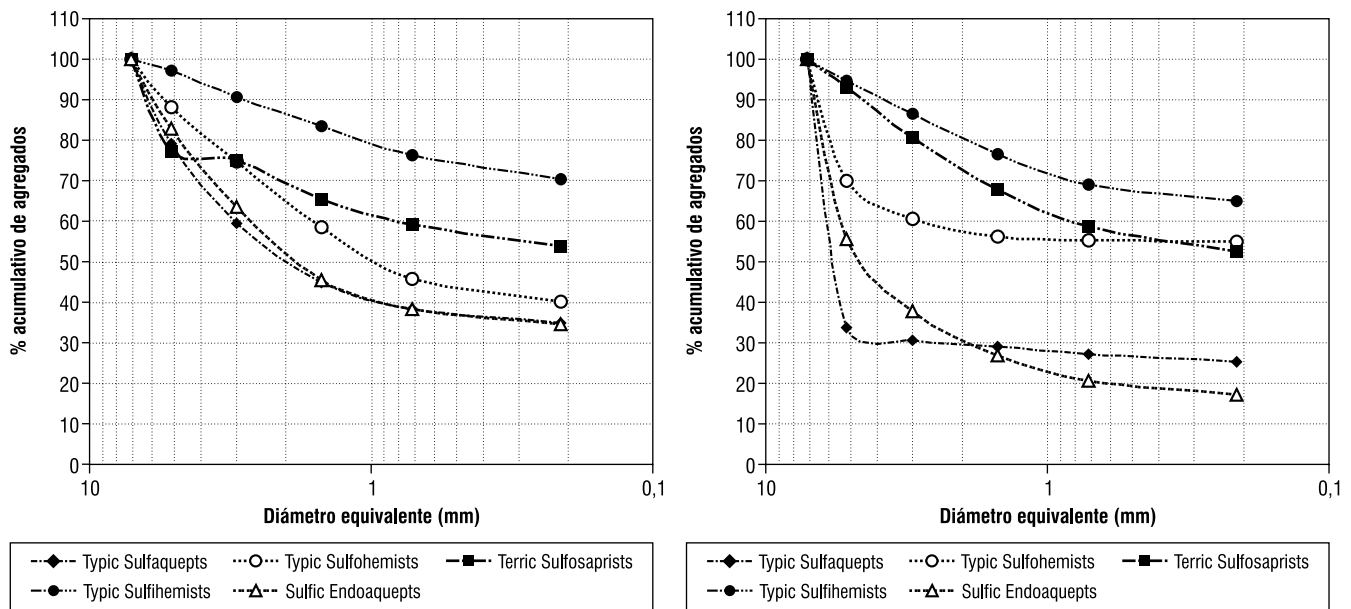 % acumulativo de agregados
110
100
90
80
70
60
50
40
30
20
10
0
10 1 0,1
Diámetro equivalente (mm)
Typic Sulfaquepts Typic Sulfohemists Terric Sulfosaprists
Typic Sulfihemists Sulfic Endoaquepts
% acumulativo de agregados
110
100
90
80
70
60
50
40
30
20
10
0
10 1 0,1
Diámetro equivalente (mm)
Typic Sulfaquepts Typic Sulfohemists Terric Sulfosaprists
Typic Sulfihemists Sulfic Endoaquepts